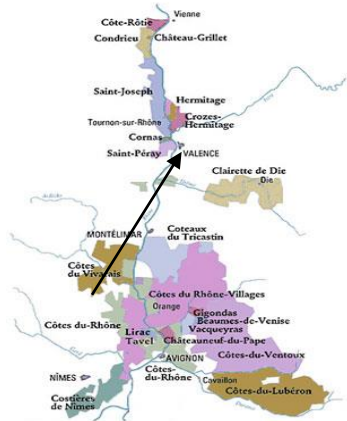 Vienne
Côte-Rôtie
Condrieu
Château-Grillet
Saint-Joseph
Hermitage
Tournon-sur-Rhône
Crozes-
Hermitage
Cornas
Saint-Péray
VALENCE
Clairette de Die
Die
MONTÉLIMAR
Coteaux
du Tricastin
Côtes
du Vivarais
Côtes du Rhône-Villages
Orange
Gigondas
Beaumes-de-Venise
Vacqueyras
Côtes du-Rhône
Lirac
Tavel
Châteauneuf-du-Pape
AVIGNON
Côtes-du-Ventoux
Côtes-
du-Rhône
NÎMES
Cavaillon
Côtes-du-Lubéron
Costières
de Nîmes